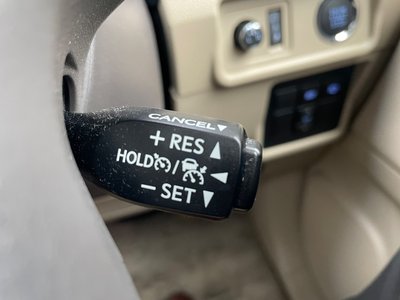 CANCEL
+ RES
HOLD /
− SET